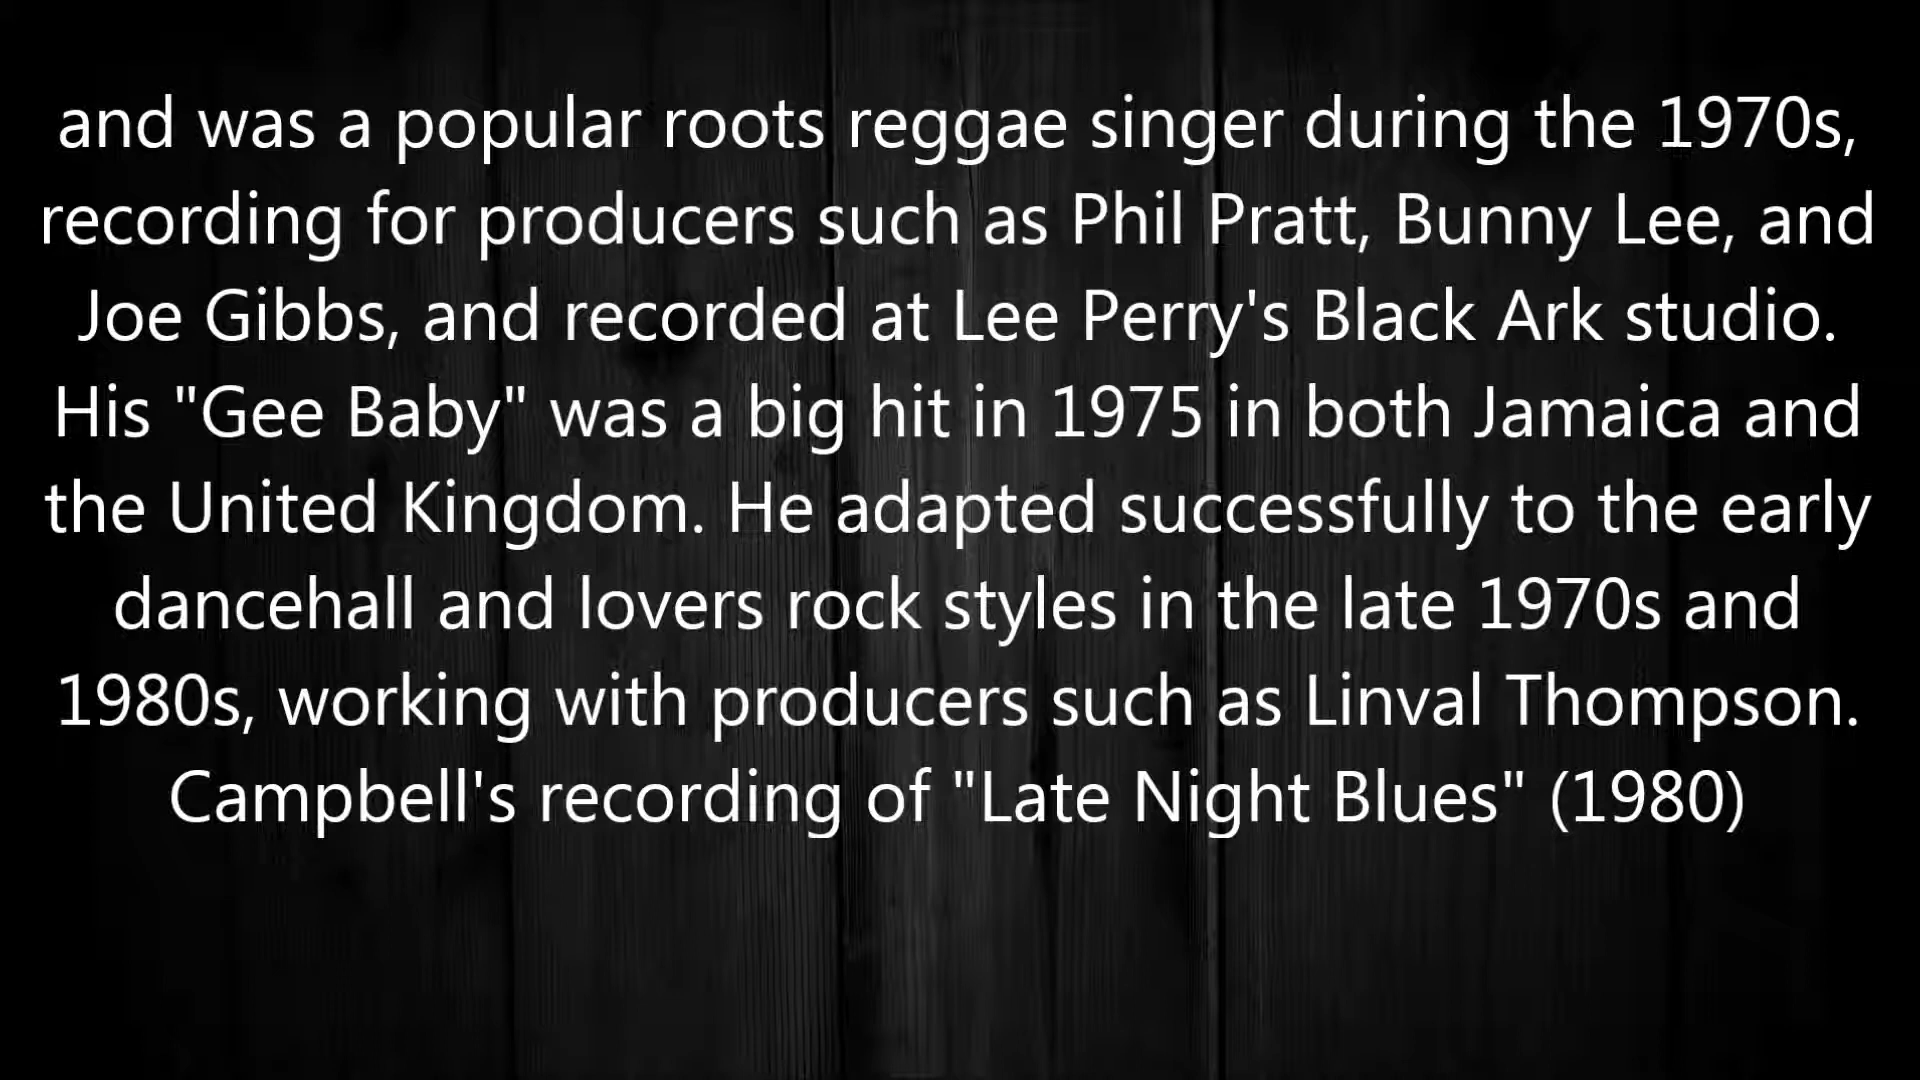 and was a popular roots reggae singer during the 1970s,
recording for producers such as Phil Pratt, Bunny Lee, and
Joe Gibbs, and recorded at Lee Perry's Black Ark studio.
His "Gee Baby" was a big hit in 1975 in both Jamaica and
the United Kingdom. He adapted successfully to the early
dancehall and lovers rock styles in the late 1970s and
1980s, working with producers such as Linval Thompson.
Campbell's recording of "Late Night Blues" (1980)